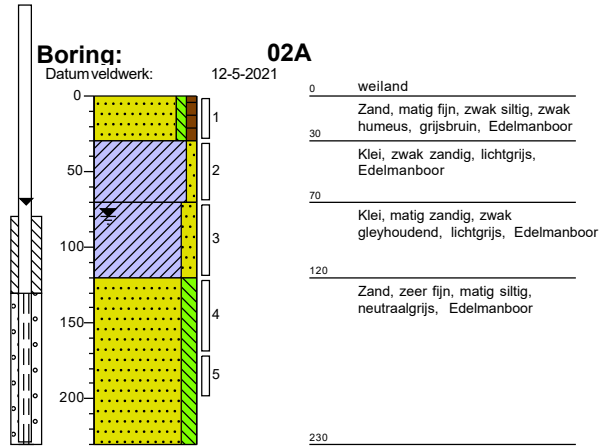 Boring: 02A
Datum veldwerk: 12-5-2021
0
50
100
150
200
1
2
3
4
5
0 weiland
Zand, matig fijn, zwak siltig, zwak
humeus, grijsbruin, Edelmanboor
30
Klei, zwak zandig, lichtgrijs,
Edelmanboor
70
Klei, matig zandig, zwak
gleyhoudend, lichtgrijs, Edelmanboor
120
Zand, zeer fijn, matig siltig,
neutraalgrijs, Edelmanboor
230